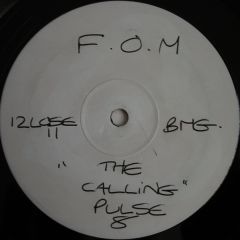 F.O.M
12LOSE BMG.
11
"THE
CALLING"
PULSE
8